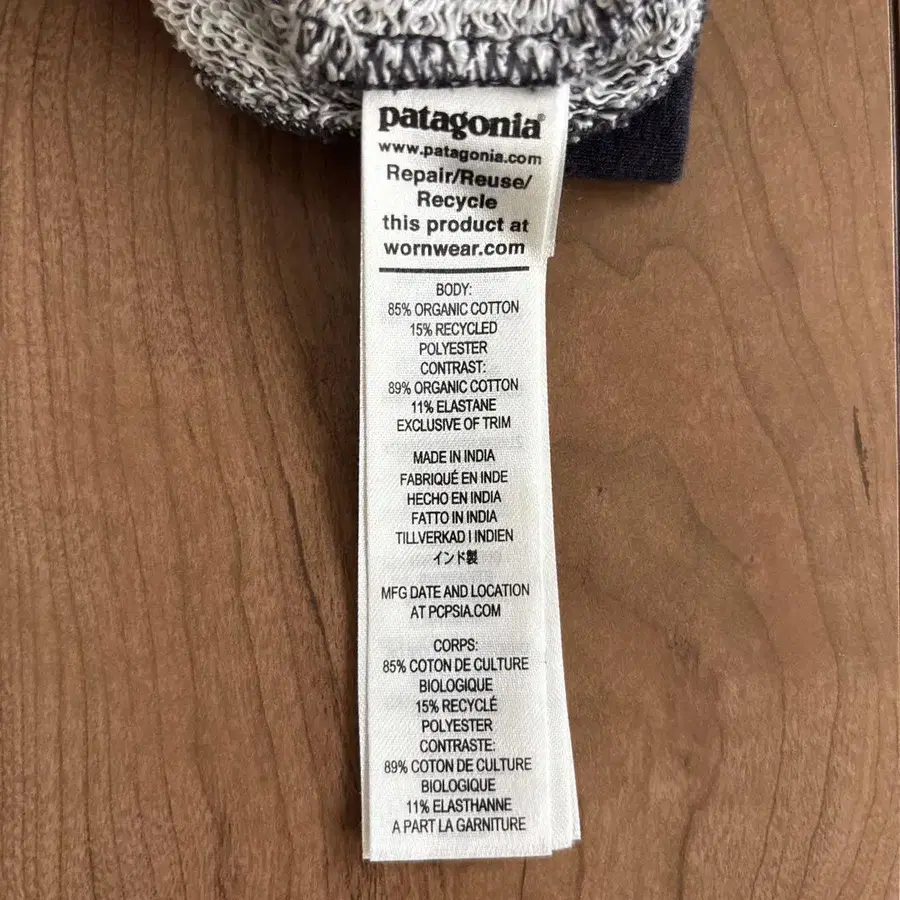 patagonia®
www.patagonia.com
Repair/Reuse/
Recycle
this product at
wornwear.com
BODY:
85% ORGANIC COTTON
15% RECYCLED
POLYESTER
CONTRAST:
89% ORGANIC COTTON
11% ELASTANE
EXCLUSIVE OF TRIM
MADE IN INDIA
FABRIQUÉ EN INDE
HECHO EN INDIA
FATTO IN INDIA
TILLVERKAD I INDIEN
インド製
MFG DATE AND LOCATION
AT PCPSIA.COM
CORPS:
85% COTON DE CULTURE
BIOLOGIQUE
15% RECYCLÉ
POLYESTER
CONTRASTE:
89% COTON DE CULTURE
BIOLOGIQUE
11% ELASTHANNE
A PART LA GARNITURE